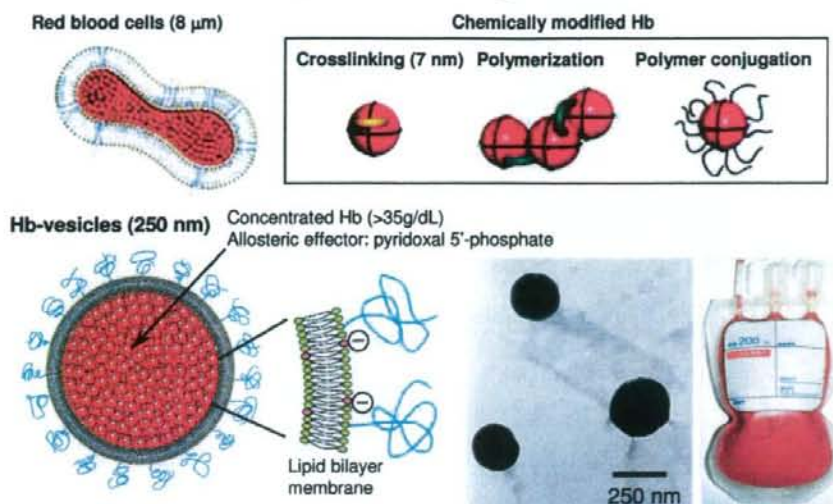 Red blood cells (8 μm)
Chemically modified Hb
Crosslinking (7 nm)
Polymerization
Polymer conjugation
Hb-vesicles (250 nm)
Concentrated Hb (>35g/dL)
Allosteric effector: pyridoxal 5'-phosphate
Lipid bilayer
membrane
250 nm